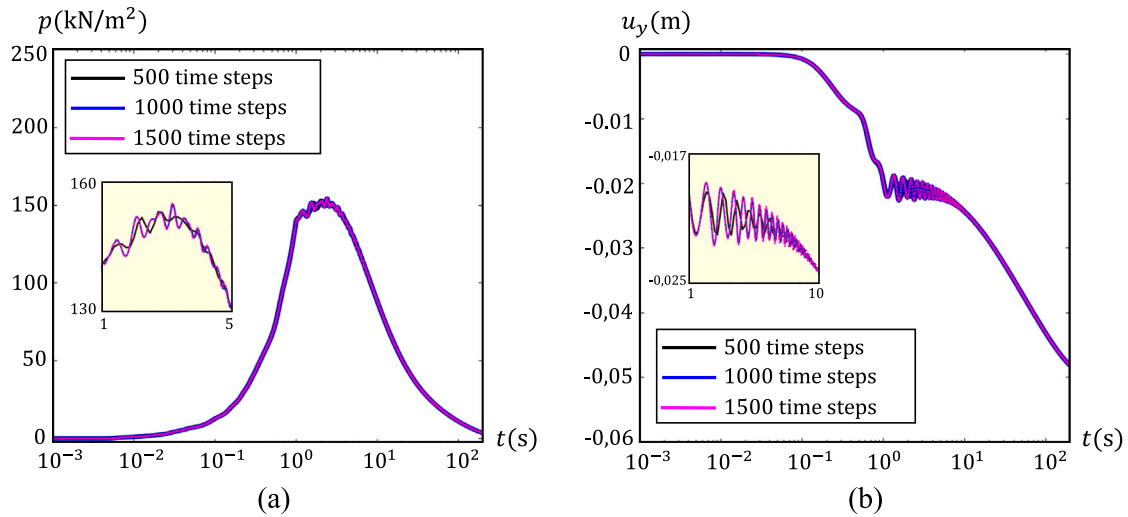 p(kN/m²)
250
200
150
100
50
0
500 time steps
1000 time steps
1500 time steps
160
130
1
5
10⁻³
10⁻²
10⁻¹
10⁰
10¹
10²
t(s)
(a)
u_y(m)
0
-0.01
-0.02
-0.03
-0,04
-0,05
-0,06
-0,017
-0,025
1
10
500 time steps
1000 time steps
1500 time steps
10⁻³
10⁻²
10⁻¹
10⁰
10¹
10²
t(s)
(b)